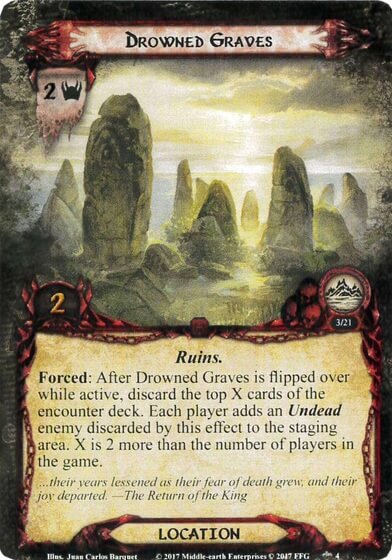 DROWNED GRAVES
2
2
3/21
Ruins.
Forced: After Drowned Graves is flipped over
while active, discard the top X cards of the
encounter deck. Each player adds an Undead
enemy discarded by this effect to the staging
area. X is 2 more than the number of players in
the game.
...their years lessened as their fear of death grew, and their
joy departed. —The Return of the King
LOCATION
Illus. Juan Carlos Barquet © 2017 Middle-earth Enterprises © 2017 FFG 4